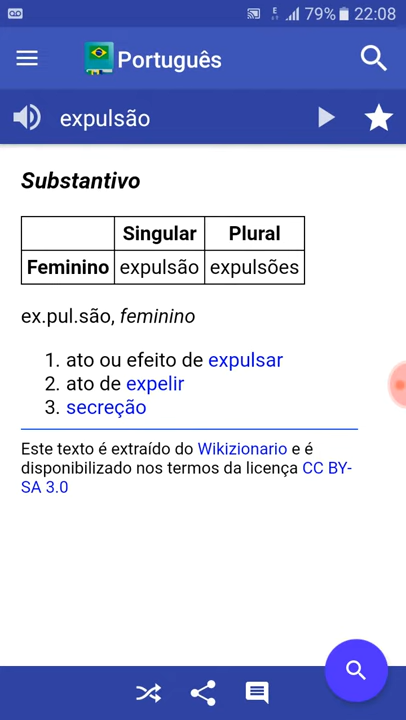 79% 22:08
Português
expulsão
Substantivo
Singular Plural
Feminino expulsão expulsões
ex.pul.são, feminino
1. ato ou efeito de expulsar
2. ato de expelir
3. secreção
Este texto é extraído do Wikizionario e é
disponibilizado nos termos da licença CC BY-
SA 3.0